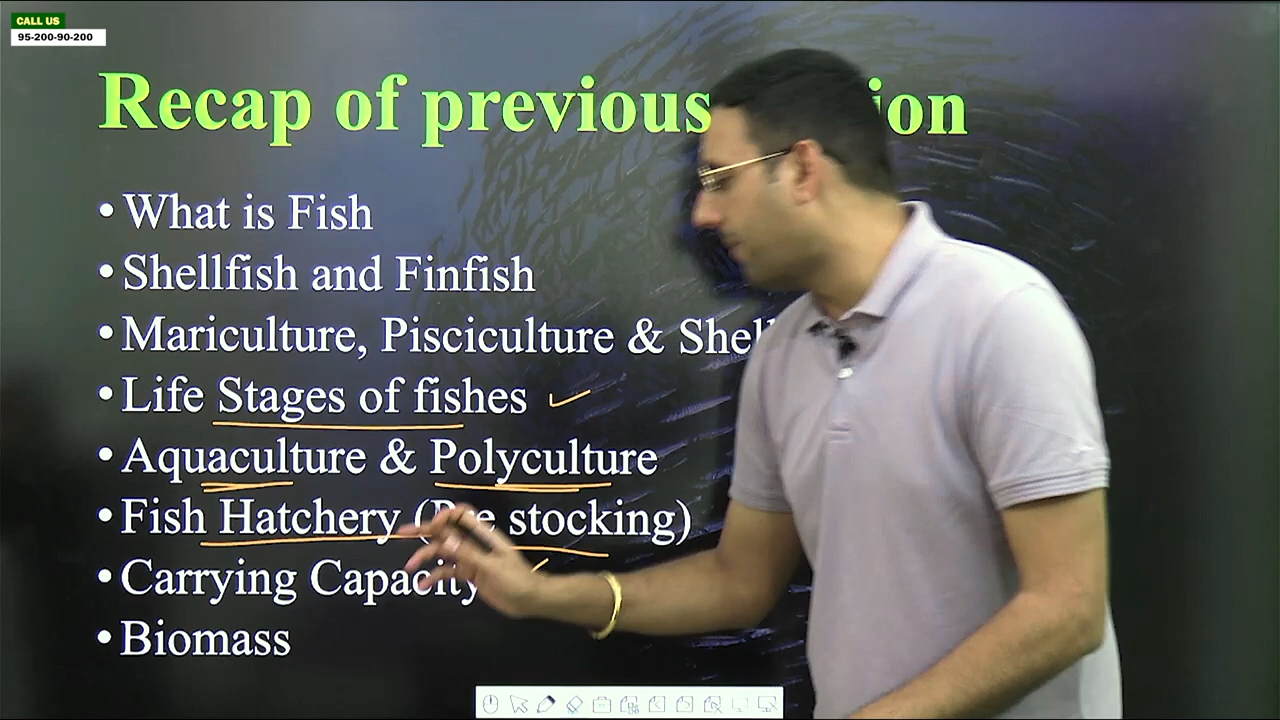 CALL US
95-200-90-200
Recap of previous
• What is Fish
• Shellfish and Finfish
• Mariculture, Pisciculture &
• Life Stages of fishes
• Aquaculture & Polyculture
• Fish Hatchery (Pre stocking)
• Carrying Capacity
• Biomass